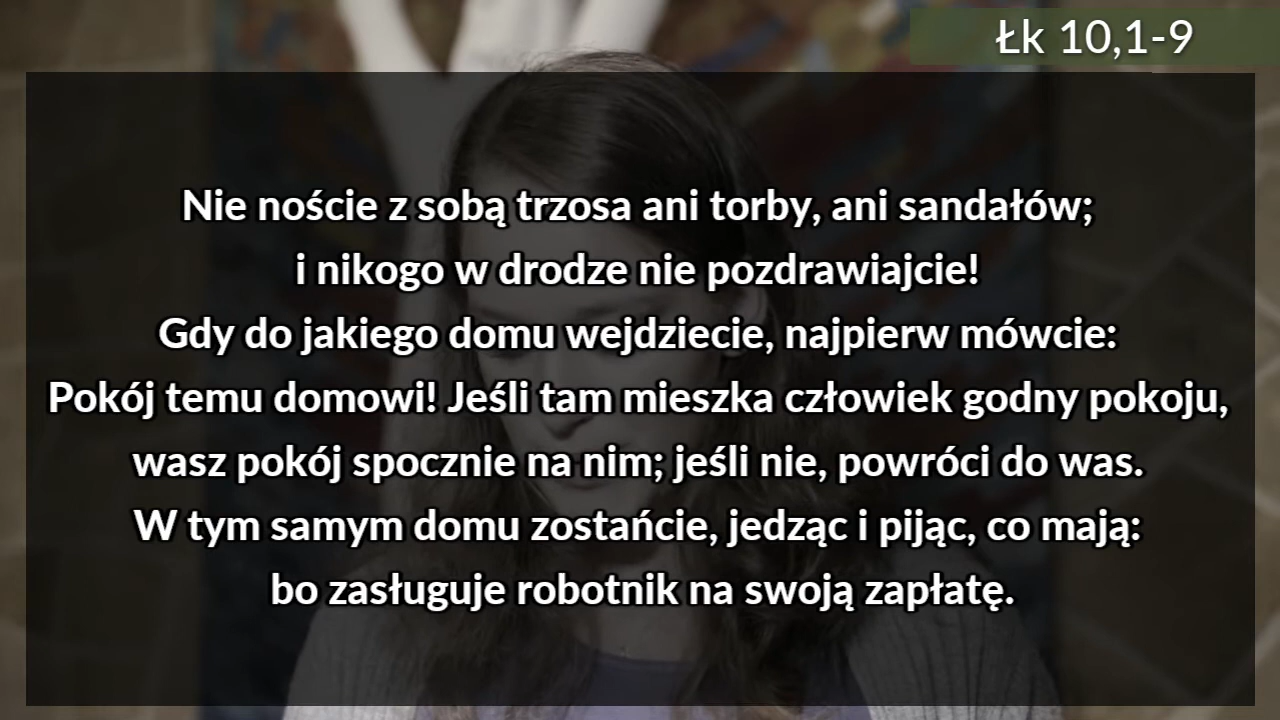 Łk 10,1-9
Nie noście z sobą trzosa ani torby, ani sandałów;
i nikogo w drodze nie pozdrawiajcie!
Gdy do jakiego domu wejdziecie, najpierw mówcie:
Pokój temu domowi! Jeśli tam mieszka człowiek godny pokoju,
wasz pokój spocznie na nim; jeśli nie, powróci do was.
W tym samym domu zostańcie, jedząc i pijąc, co mają:
bo zasługuje robotnik na swoją zapłatę.